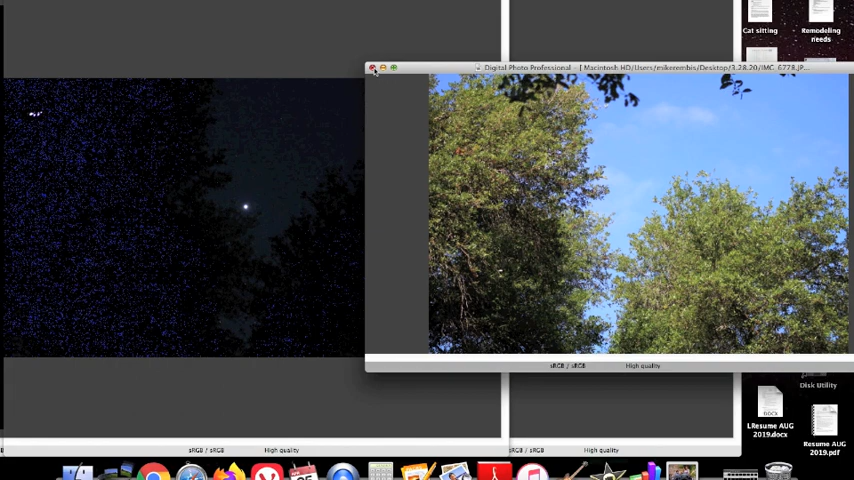 Cat sitting
Remodeling
needs
Digital Photo Professional - [ Macintosh HD/Users/mikerembis/Desktop/3.28.20/IMG_6778.JP...
sRGB / sRGB
High quality
Disk Utility
DOCX
LResume AUG
2019.docx
Resume AUG
2019.pdf
sRGB / sRGB
High quality
sRGB / sRGB
High quality